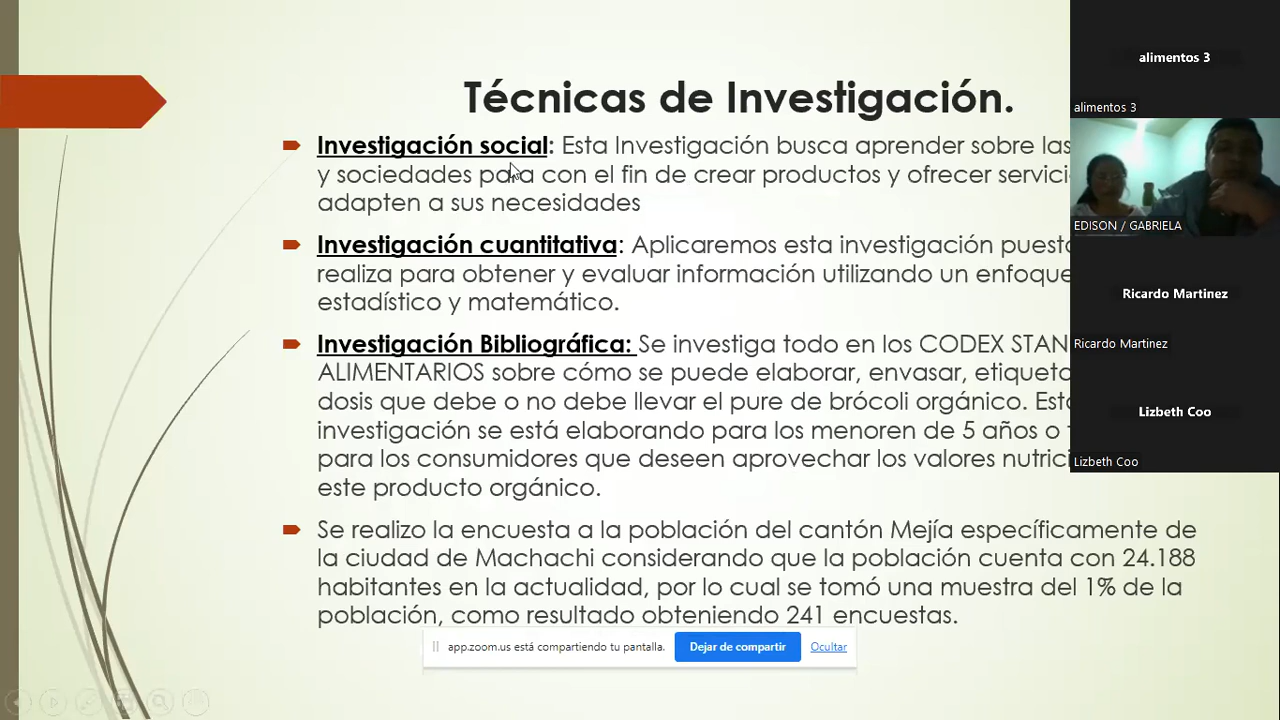 Técnicas de Investigación.
Investigación social: Esta Investigación busca aprender sobre las
y sociedades para con el fin de crear productos y ofrecer servici
adapten a sus necesidades
Investigación cuantitativa: Aplicaremos esta investigación puest
realiza para obtener y evaluar información utilizando un enfoque
estadístico y matemático.
Investigación Bibliográfica: Se investiga todo en los CODEX STAN
ALIMENTARIOS sobre cómo se puede elaborar, envasar, etiqueta
dosis que debe o no debe llevar el pure de brócoli orgánico. Est
investigación se está elaborando para los menoren de 5 años o
para los consumidores que deseen aprovechar los valores nutrici
este producto orgánico.
Se realizo la encuesta a la población del cantón Mejía específicamente de
la ciudad de Machachi considerando que la población cuenta con 24.188
habitantes en la actualidad, por lo cual se tomó una muestra del 1% de la
población, como resultado obteniendo 241 encuestas.
app.zoom.us está compartiendo tu pantalla.
Dejar de compartir
Ocultar
alimentos 3
alimentos 3
EDISON / GABRIELA
Ricardo Martinez
Ricardo Martinez
Lizbeth Coo
Lizbeth Coo